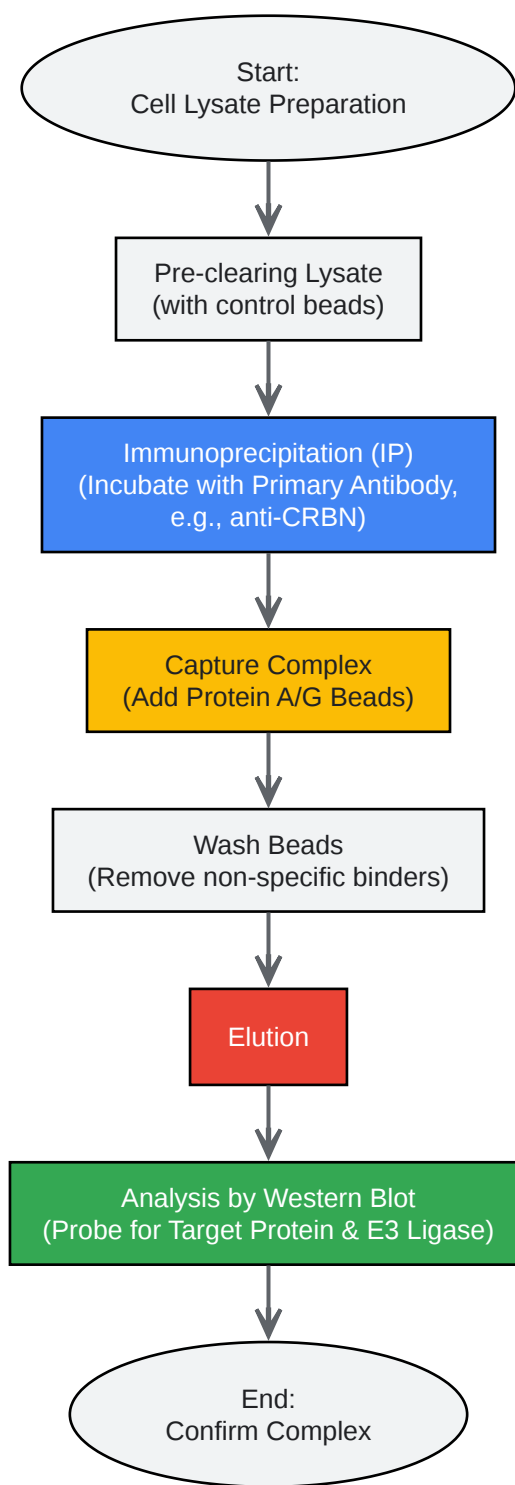 Start:
Cell Lysate Preparation
Pre-clearing Lysate
(with control beads)
Immunoprecipitation (IP)
(Incubate with Primary Antibody,
e.g., anti-CRBN)
Capture Complex
(Add Protein A/G Beads)
Wash Beads
(Remove non-specific binders)
Elution
Analysis by Western Blot
(Probe for Target Protein & E3 Ligase)
End:
Confirm Complex